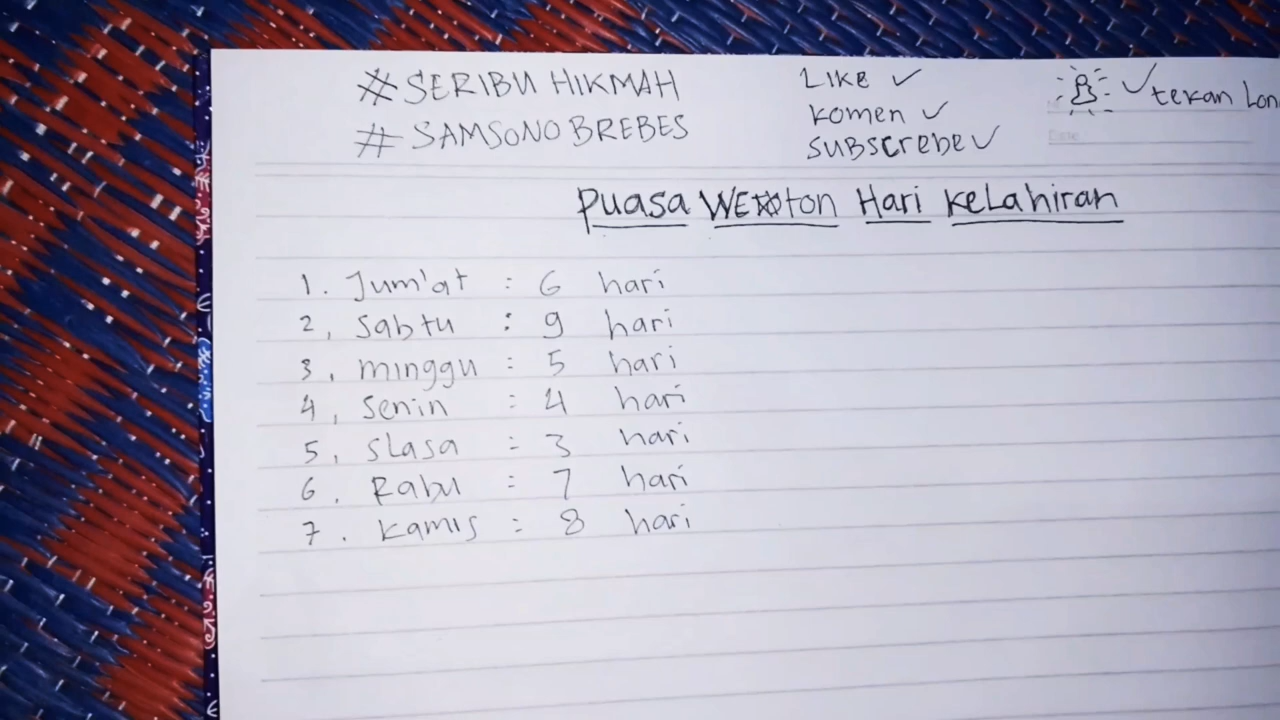 #SERIBU HIKMAH
# SAMSONO BREBES
Like ✓
komen ✓
subscrebe ✓
✓ tekan Lon
Puasa Weton Hari Kelahiran
1. Jum'at : 6 hari
2, Sabtu : 9 hari
3, minggu : 5 hari
4, Senin : 4 hari
5, Slasa : 3 hari
6. Rabu : 7 hari
7. Kamis : 8 hari